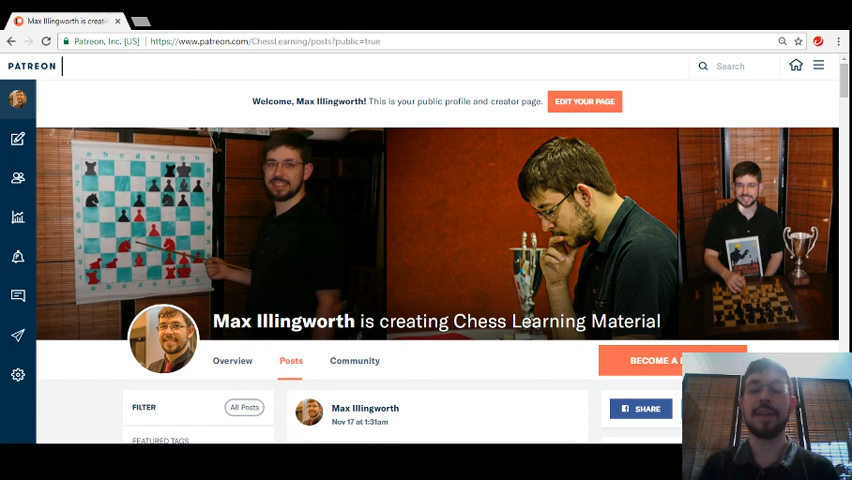 Max Illingworth is creatin
Patreon, Inc. [US] https://www.patreon.com/ChessLearning/posts?public=true
PATREON
Search
Welcome, Max Illingworth! This is your public profile and creator page.
EDIT YOUR PAGE
Max Illingworth is creating Chess Learning Material
Overview Posts Community
BECOME A
FILTER
All Posts
Max Illingworth
Nov 17 at 1:31am
SHARE
FEATURED TAGS